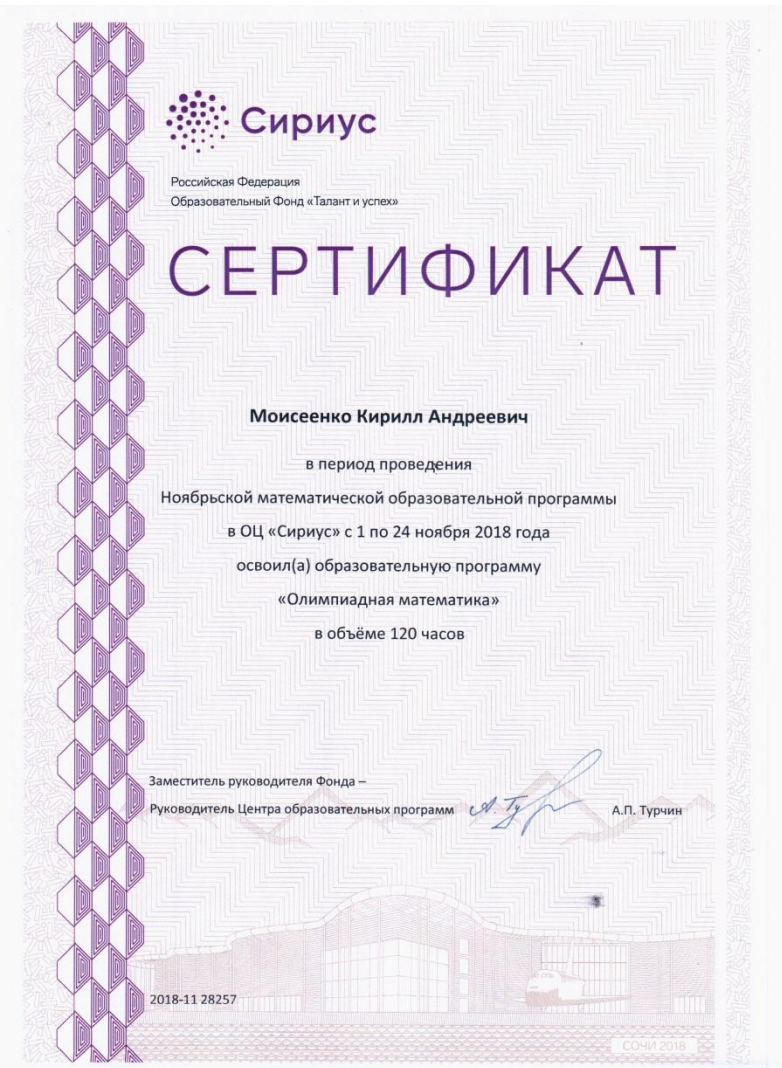 Сириус
Российская Федерация
Образовательный Фонд «Талант и успех»
СЕРТИФИКАТ
Моисеенко Кирилл Андреевич
в период проведения
Ноябрьской математической образовательной программы
в ОЦ «Сириус» с 1 по 24 ноября 2018 года
освоил(а) образовательную программу
«Олимпиадная математика»
в объёме 120 часов
Заместитель руководителя Фонда –
Руководитель Центра образовательных программ
А.П. Турчин
2018-11 28257
СОЧИ 2018